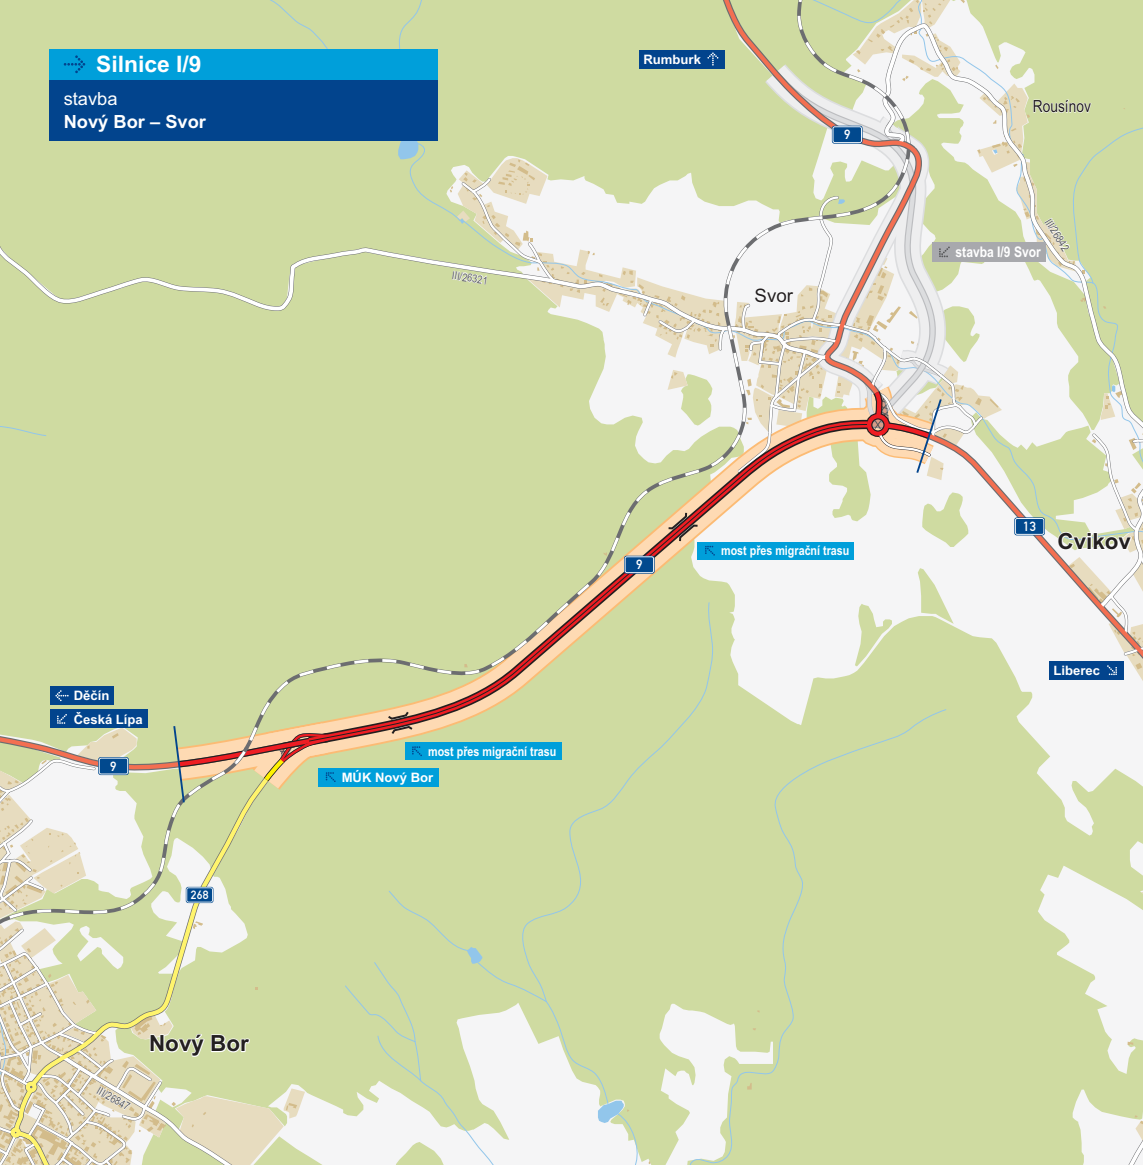 Silnice I/9
stavba
Nový Bor – Svor
Rumburk
9
Rousínov
III/26842
stavba I/9 Svor
III/26321
Svor
13
Cvikov
most přes migrační trasu
9
Liberec
Děčín
Česká Lípa
9
most přes migrační trasu
MÚK Nový Bor
268
Nový Bor
III/26847